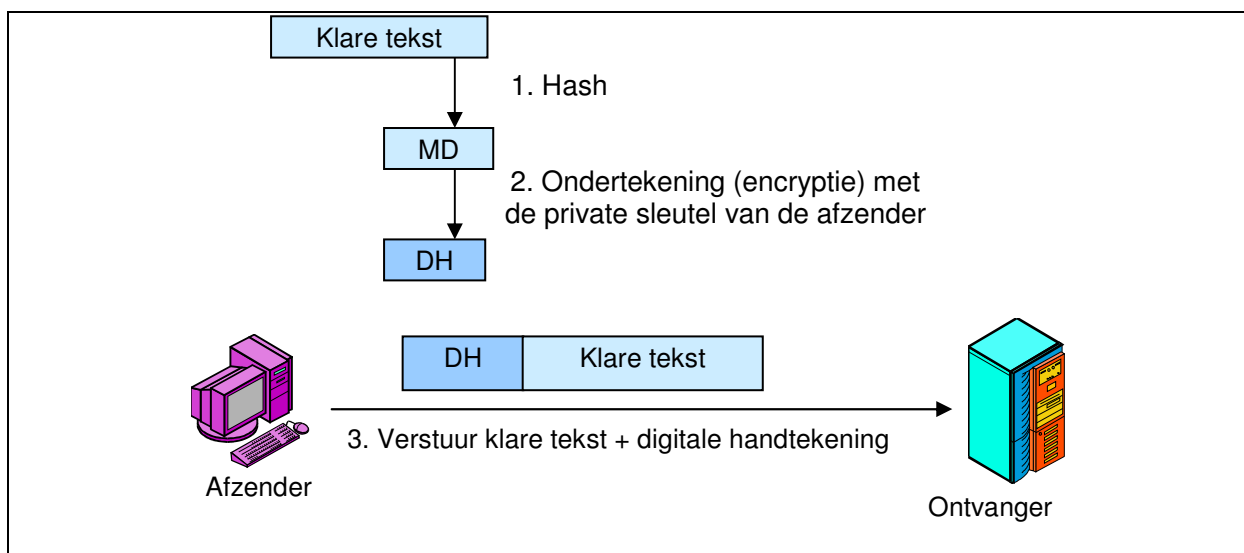 Klare tekst
1. Hash
MD
2. Ondertekening (encryptie) met
de private sleutel van de afzender
DH
DH
Klare tekst
3. Verstuur klare tekst + digitale handtekening
Afzender
Ontvanger